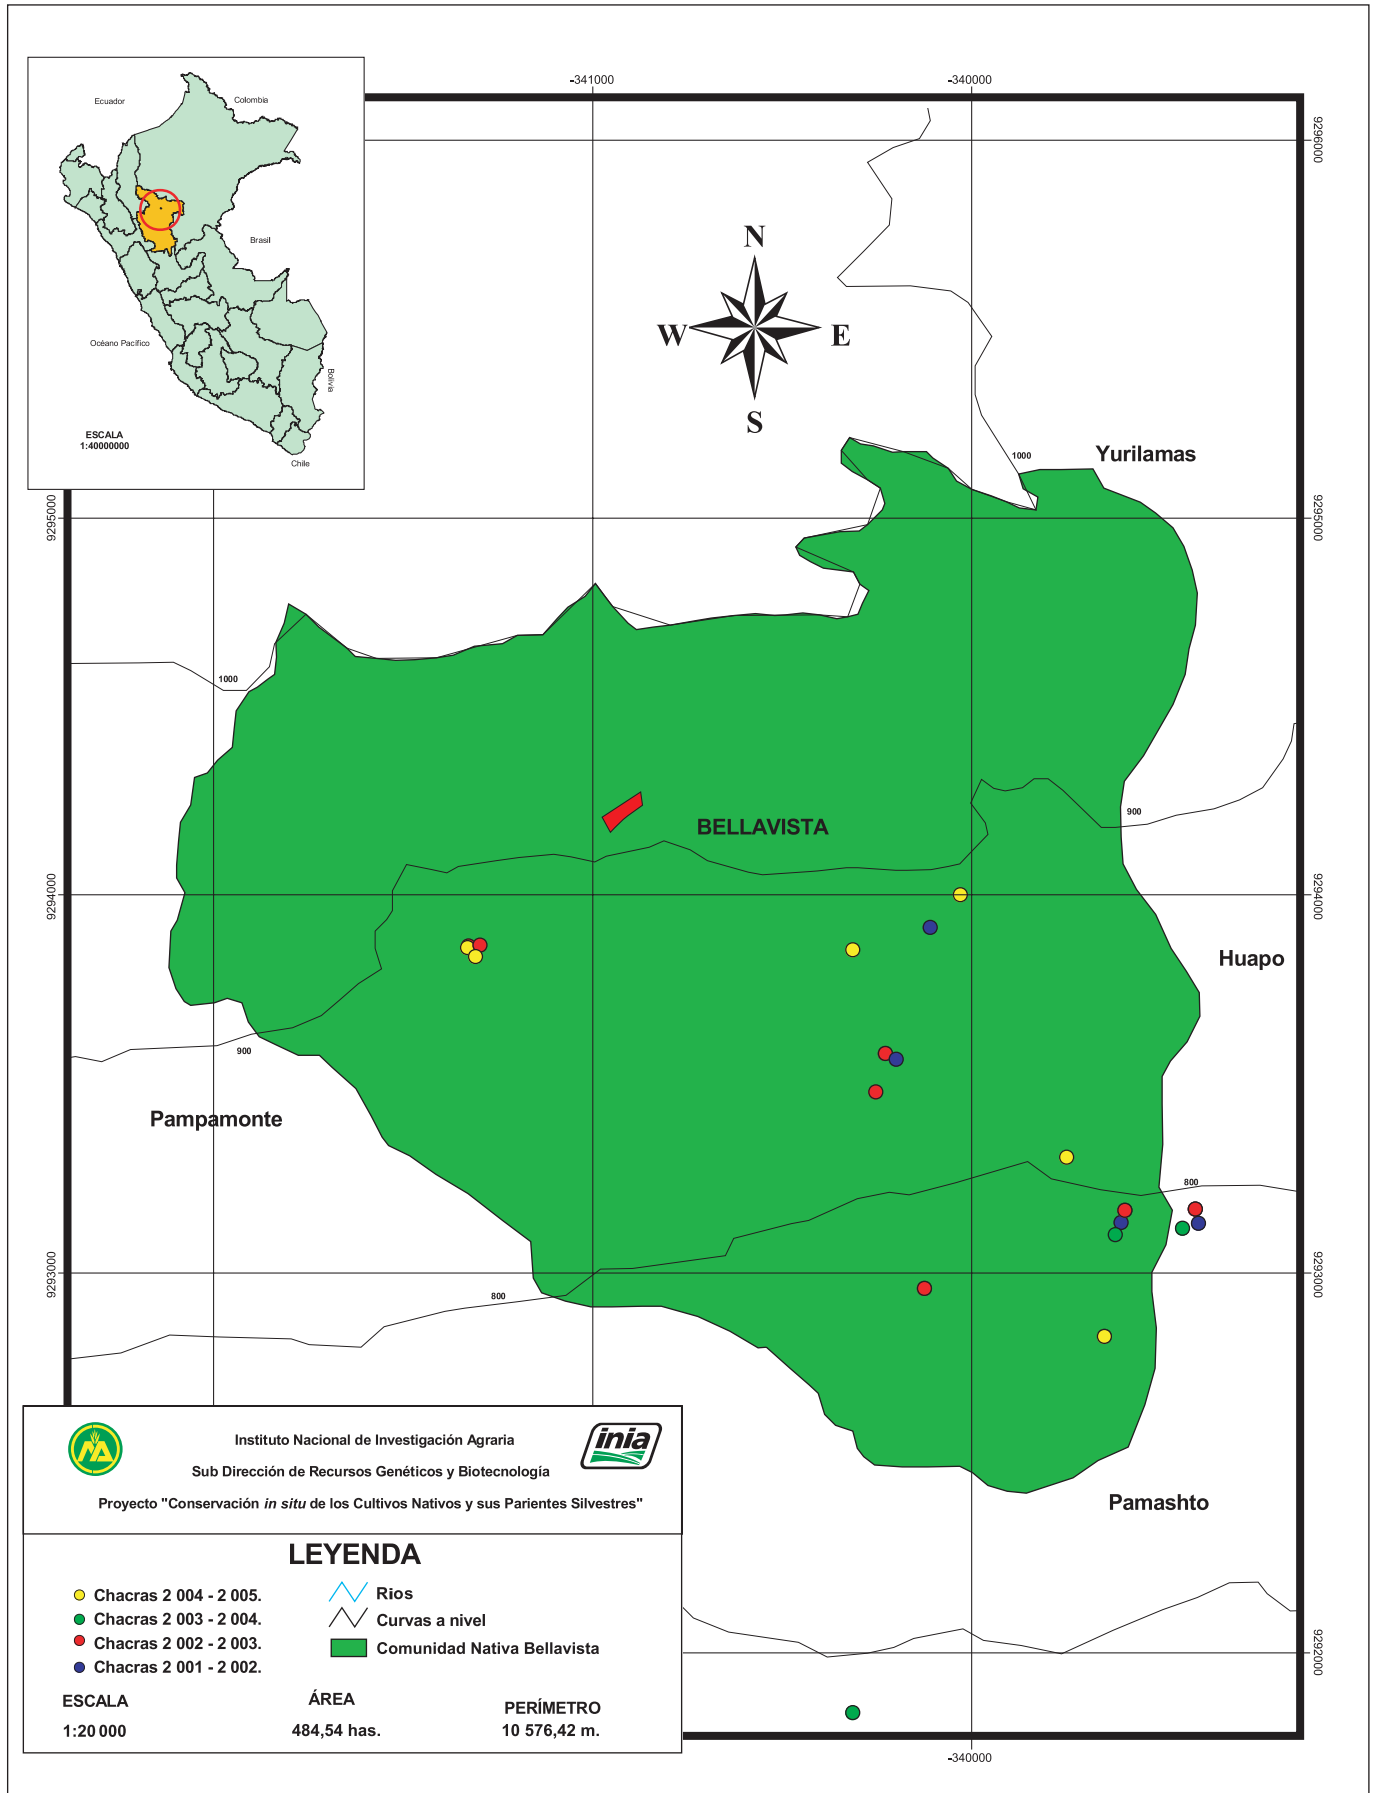 -341000
-340000
Ecuador
Colombia
Brasil
Océano Pacífico
Bolivia
ESCALA
1:40000000
Chile
9296000
N
W
E
S
Yurilamas
1000
9295000
9295000
1000
BELLAVISTA
900
9294000
9294000
Huapo
900
Pampamonte
800
9293000
9293000
800
Pamashto
Instituto Nacional de Investigación Agraria
inia
Sub Dirección de Recursos Genéticos y Biotecnología
Proyecto "Conservación in situ de los Cultivos Nativos y sus Parientes Silvestres"
LEYENDA
Chacras 2 004 - 2 005.
Chacras 2 003 - 2 004.
Chacras 2 002 - 2 003.
Chacras 2 001 - 2 002.
Rios
Curvas a nivel
Comunidad Nativa Bellavista
ESCALA
1:20 000
ÁREA
484,54 has.
PERÍMETRO
10 576,42 m.
9292000
-340000